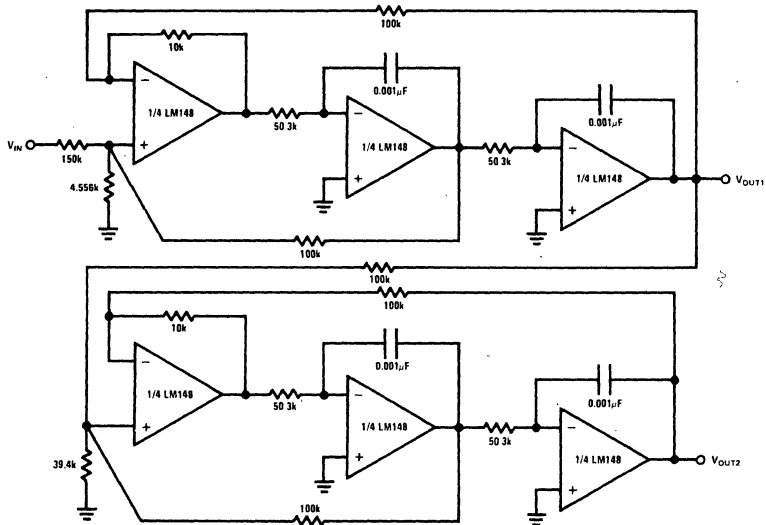 100k
10k
0.001µF
0.001µF
1/4 LM148
50 3k
1/4 LM148
50 3k
1/4 LM148
VIN
150k
4.556k
VOUT1
100k
100k
100k
10k
0.001µF
0.001µF
1/4 LM148
50 3k
1/4 LM148
50 3k
1/4 LM148
VOUT2
39.4k
100k
− + − + − + − + − + − +